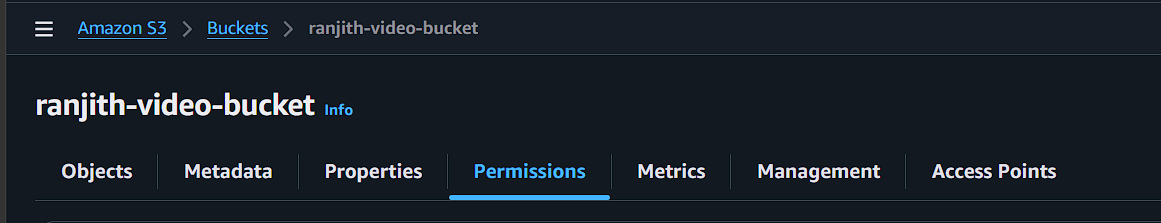 Amazon S3 > Buckets > ranjith-video-bucket
ranjith-video-bucket Info
Objects Metadata Properties Permissions Metrics Management Access Points